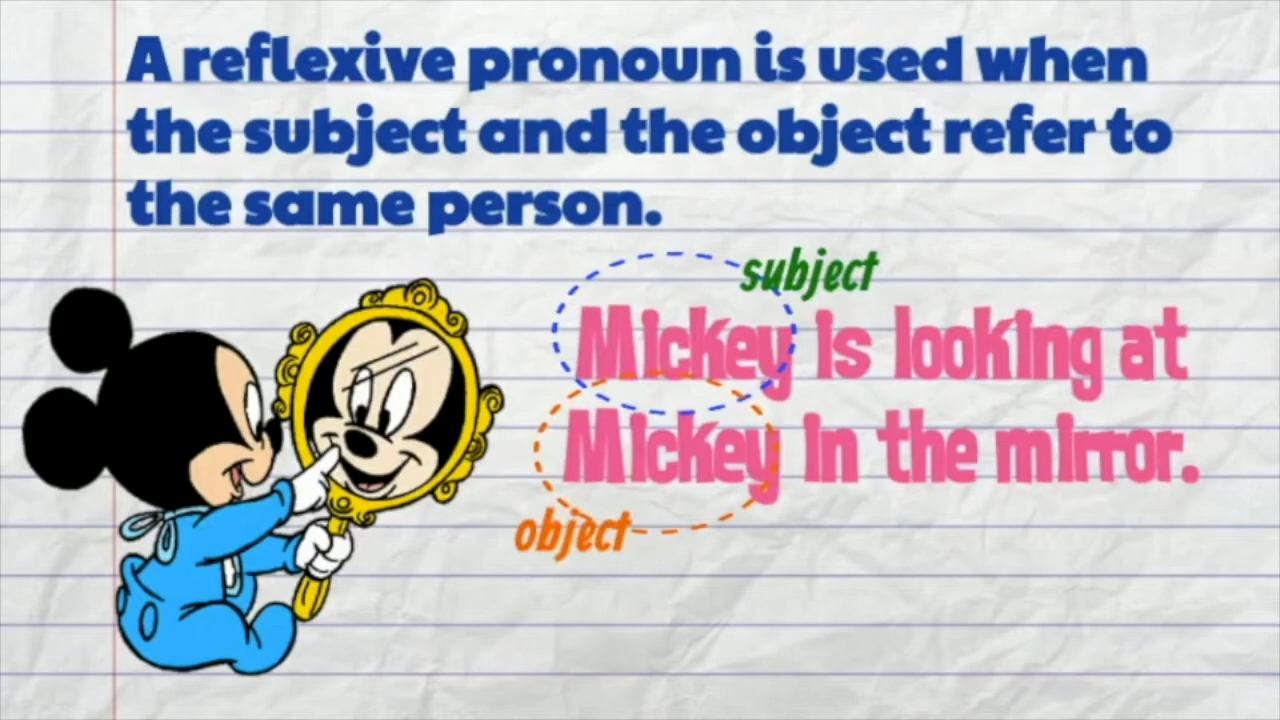 A reflexive pronoun is used when
the subject and the object refer to
the same person.
subject
Mickey is looking at
Mickey in the mirror.
object